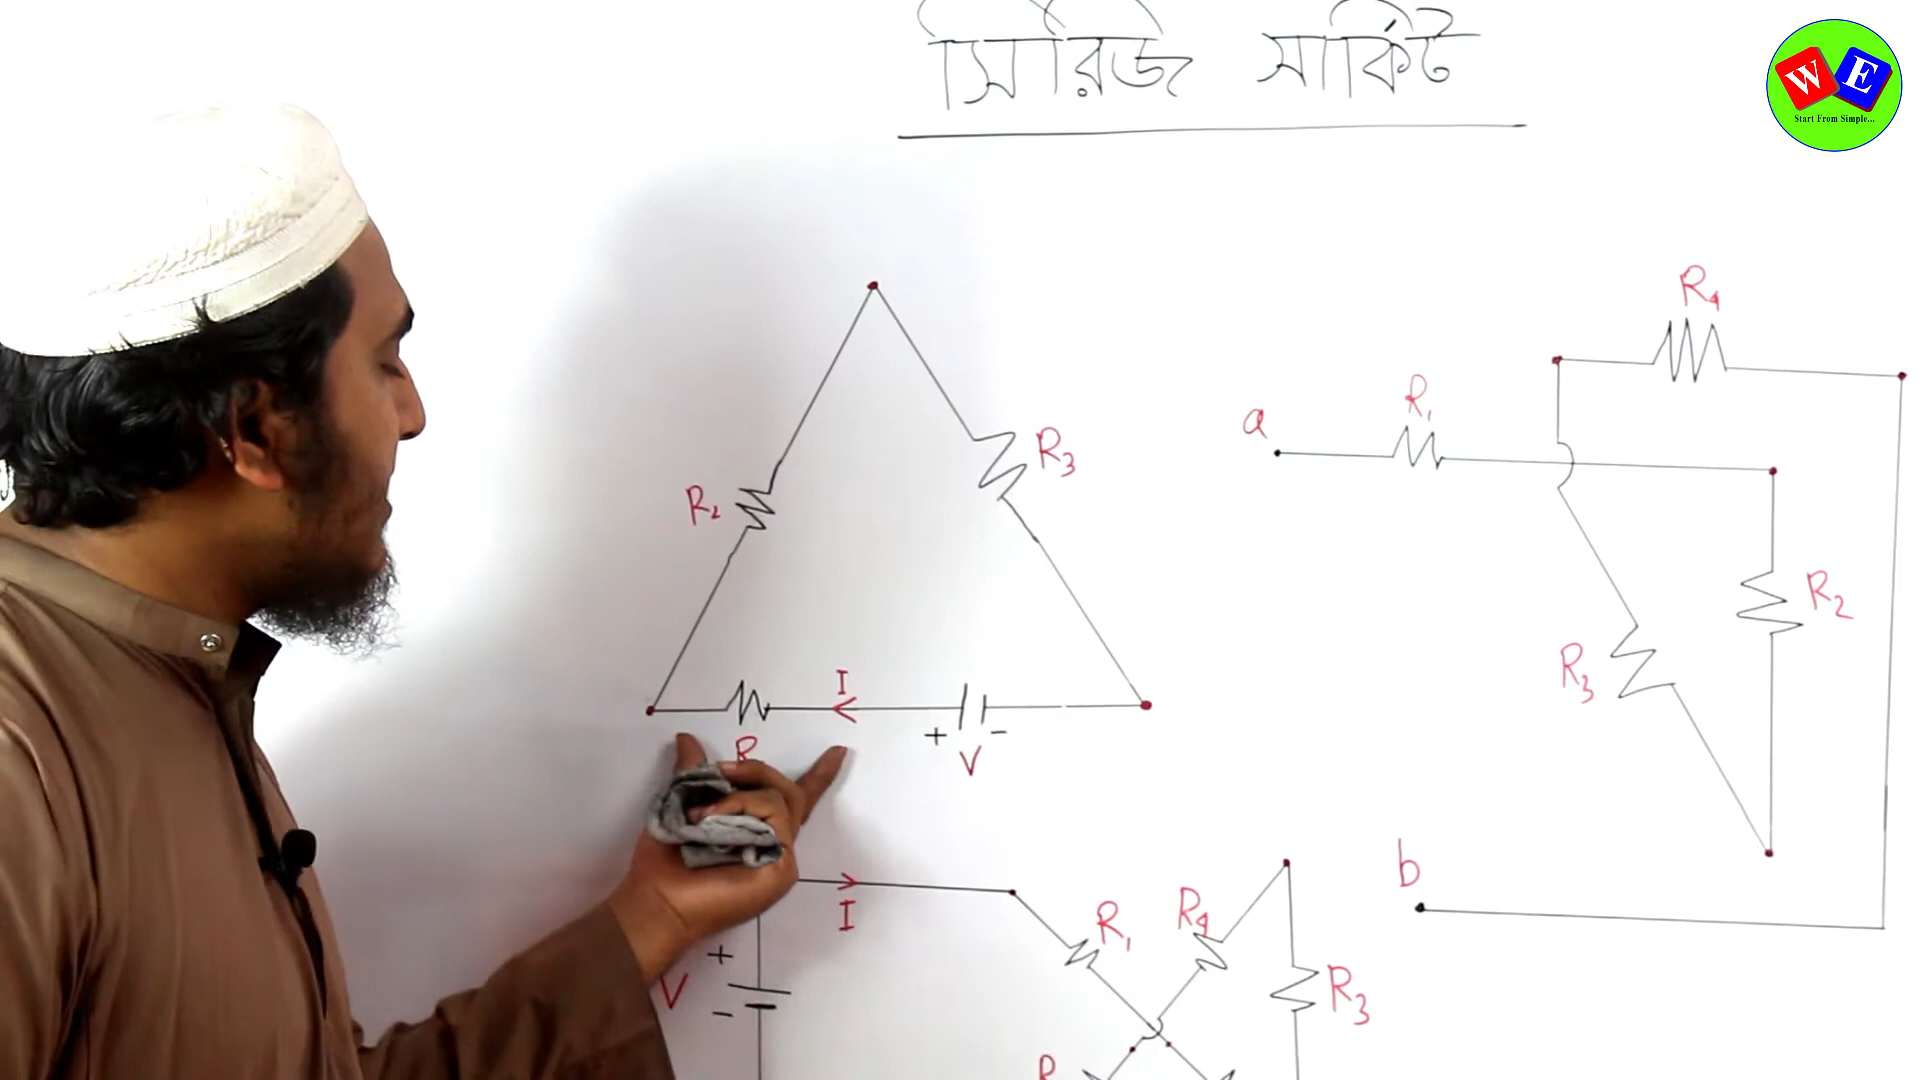 সিরিজ সার্কিট
W E
Start From Simple...
R4
R1
a
R3
R2
R2
I
R3
R
+ -
V
b
I
R1
R4
+
V
R3
-
R